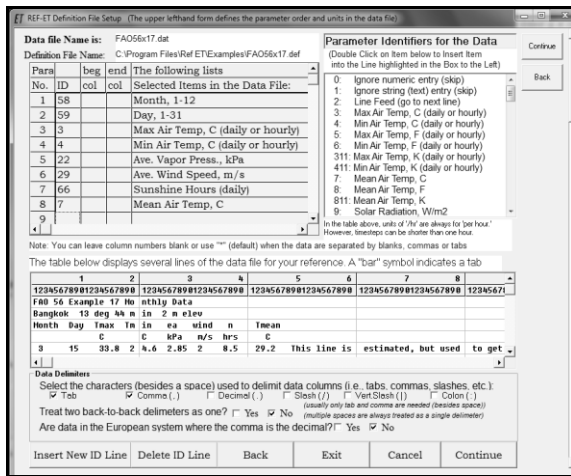 REF-ET Definition File Setup (The upper lefthand form defines the parameter order and units in the data file)
Data file Name is: FAO56x17.dat
Definition File Name: C:\Program Files\Ref ET\Examples\FAO56x17.def
Para No. ID beg col end col The following lists Selected Items in the Data File:
1 58 Month, 1-12
2 59 Day, 1-31
3 3 Max Air Temp, C (daily or hourly)
4 4 Min Air Temp, C (daily or hourly)
5 22 Ave. Vapor Press., kPa
6 29 Ave. Wind Speed, m/s
7 66 Sunshine Hours (daily)
8 7 Mean Air Temp, C
9
Parameter Identifiers for the Data
(Double Click on Item Below to Insert Item
into the Line highlighted in the Box to the Left)
0: Ignore numeric entry (skip)
1: Ignore string (text) entry (skip)
2: Line Feed (go to next line)
3: Max Air Temp, C (daily or hourly)
4: Min Air Temp, C (daily or hourly)
5: Max Air Temp, F (daily or hourly)
6: Min Air Temp, F (daily or hourly)
311: Max Air Temp, K (daily or hourly)
411: Min Air Temp, K (daily or hourly)
7: Mean Air Temp, C
8: Mean Air Temp, F
811: Mean Air Temp, K
9: Solar Radiation, W/m2
In the table above, units of '/hr' are always for 'per hour.'
However, timesteps can be shorter than one hour.
Continue
Back
Note: You can leave column numbers blank or use "*" (default) when the data are separated by blanks, commas or tabs
The table below displays several lines of the data file for your reference. A "bar" symbol indicates a tab
1 2 3 4 5 6 7 8
12345678901234567890 12345678901234567890 12345678901234567890 12345678901234567890 1234567
FAO 56 Example 17 Mo nthly Data
Bangkok 13 deg 44 m in 2 m elev
Month Day Tmax Tm in ea wind n Tmean
C C kPa m/s hrs C
3 15 33.8 2 4.6 2.85 2 8.5 29.2 This line is estimated, but used to get
Data Delimiters
Select the characters (besides a space) used to delimit data columns (i.e., tabs, commas, slashes, etc.):
Tab Comma (,) Decimal (.) Slash (/) Vert.Slash (|) Colon (:)
(usually only tab and comma are needed (besides space))
Treat two back-to-back delimeters as one? Yes No (multiple spaces are always treated as a single delimeter)
Are data in the European system where the comma is the decimal? Yes No
Insert New ID Line Delete ID Line Back Exit Cancel Continue